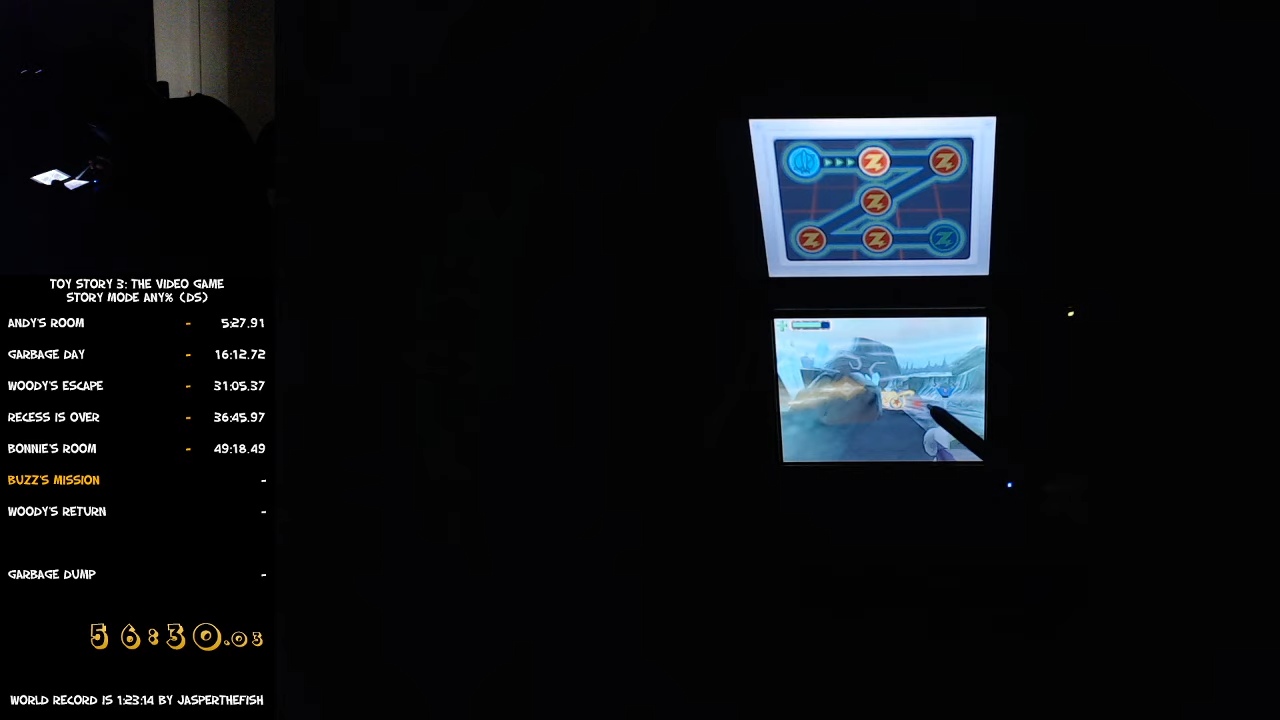 TOY STORY 3: THE VIDEO GAME
STORY MODE ANY% (DS)
ANDY'S ROOM - 5:27.91
GARBAGE DAY - 16:12.72
WOODY'S ESCAPE - 31:05.37
RECESS IS OVER - 36:45.97
BONNIE'S ROOM - 49:18.49
BUZZ'S MISSION -
WOODY'S RETURN -
GARBAGE DUMP -
56:30.03
WORLD RECORD IS 1:23:14 BY JASPERTHEFISH